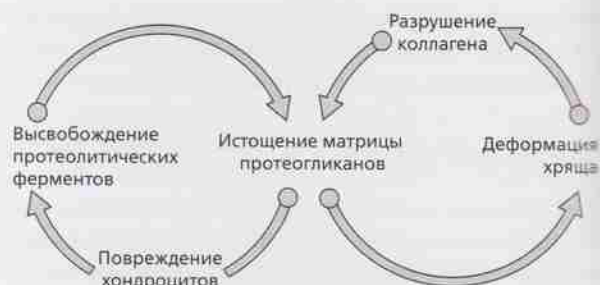 Разрушение
коллагена
Высвобождение
протеолитических
ферментов
Истощение матрицы
протеогликанов
Деформация
хряща
Повреждение
хондроцитов